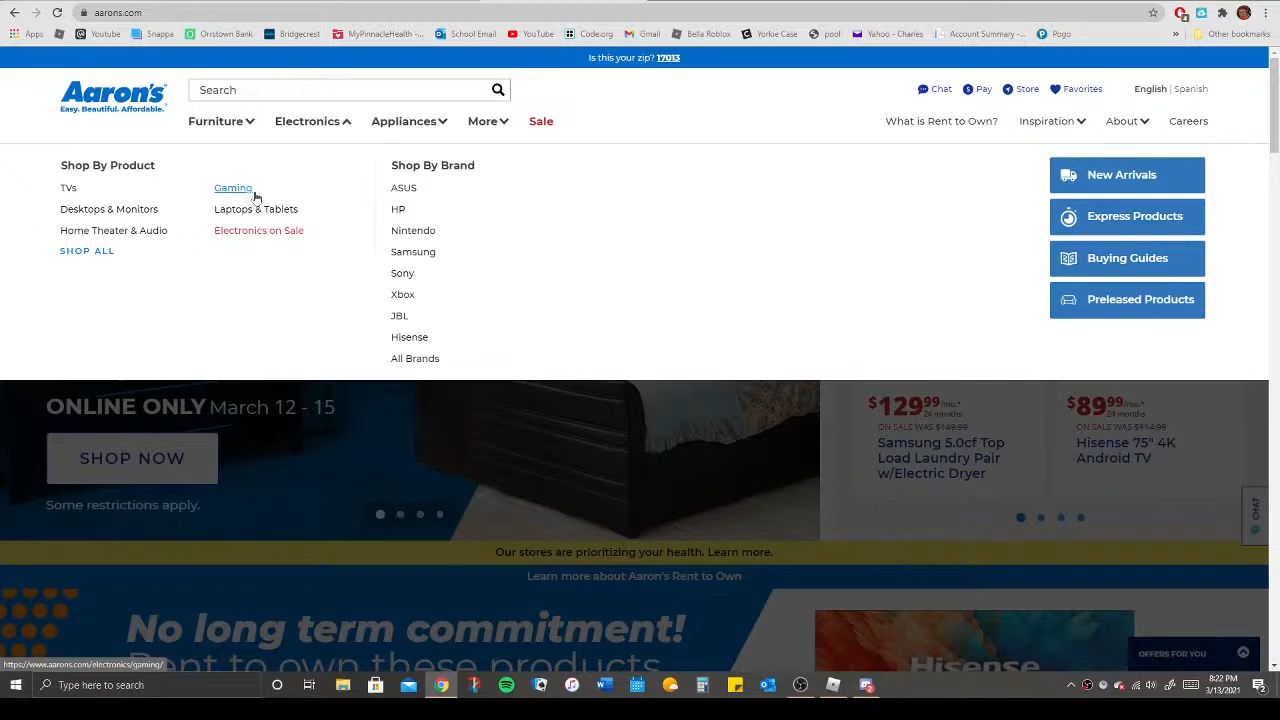 aarons.com
Apps
Youtube
Snappa
Orrstown Bank
Bridgecrest
MyPinnacleHealth -...
School Email
YouTube
Code.org
Gmail
Bella Roblox
Yorkie Case
pool!
Yahoo - Charles
Account Summary -...
Pogo
»
Other bookmarks
Is this your zip? 17013
Aaron's
Easy. Beautiful. Affordable.
Search
Chat
Pay
Store
Favorites
English | Spanish
Furniture
Electronics
Appliances
More
Sale
What is Rent to Own?
Inspiration
About
Careers
Shop By Product
TVs
Desktops & Monitors
Home Theater & Audio
SHOP ALL
Gaming
Laptops & Tablets
Electronics on Sale
Shop By Brand
ASUS
HP
Nintendo
Samsung
Sony
Xbox
JBL
Hisense
All Brands
New Arrivals
Express Products
Buying Guides
Preleased Products
ONLINE ONLY March 12 - 15
SHOP NOW
Some restrictions apply.
$129.99/mo.*
24 months
ON SALE WAS $149.99
Samsung 5.0cf Top
Load Laundry Pair
w/Electric Dryer
$89.99/mo.*
24 months
ON SALE WAS $114.99
Hisense 75" 4K
Android TV
CHAT
Our stores are prioritizing your health. Learn more.
Learn more about Aaron's Rent to Own
No long term commitment!
Rent to own these products
Hisense
OFFERS FOR YOU
https://www.aarons.com/electronics/gaming/
Type here to search
8:22 PM
3/13/2021